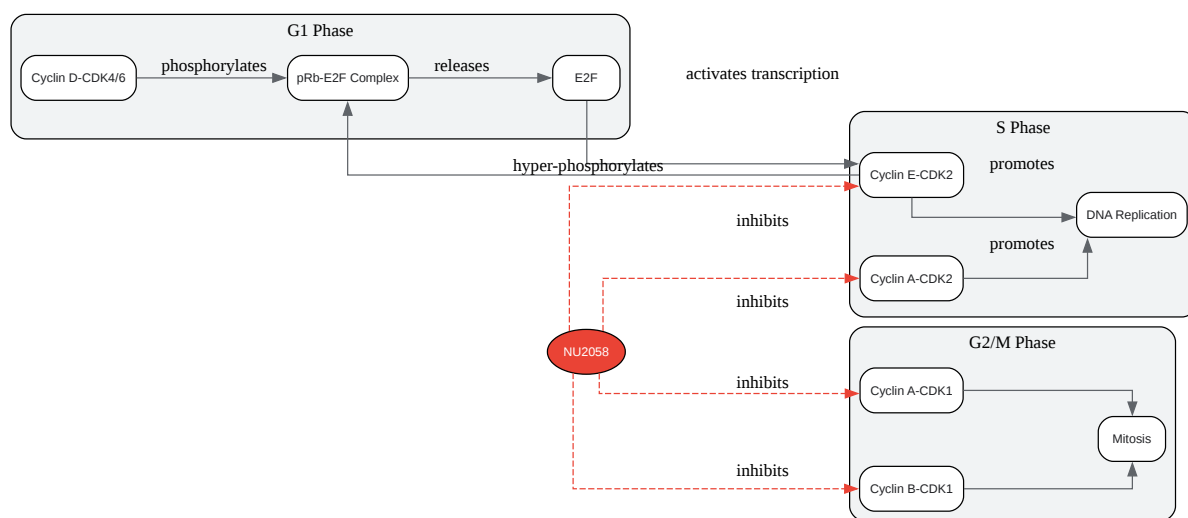 G1 Phase
Cyclin D-CDK4/6
phosphorylates
pRb-E2F Complex
releases
E2F
activates transcription
S Phase
hyper-phosphorylates
Cyclin E-CDK2
promotes
inhibits
DNA Replication
promotes
Cyclin A-CDK2
inhibits
NU2058
G2/M Phase
inhibits
Cyclin A-CDK1
Mitosis
inhibits
Cyclin B-CDK1